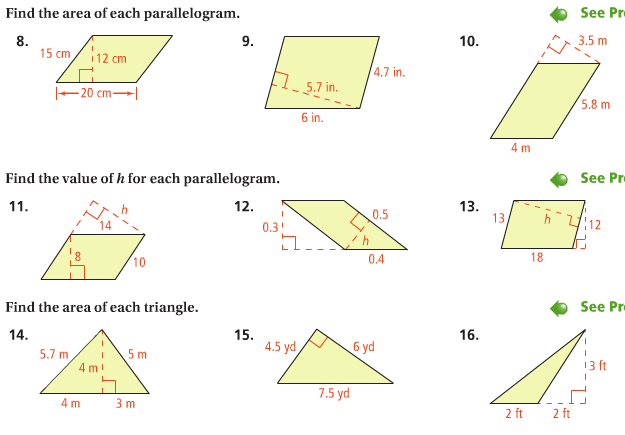 Find the area of each parallelogram.
See Pr
8.
15 cm
12 cm
20 cm
9.
5.7 in.
4.7 in.
6 in.
10.
3.5 m
5.8 m
4 m
Find the value of h for each parallelogram.
See Pr
11.
h
14
8
10
12.
0.3
0.5
h
0.4
13.
13
h
12
18
Find the area of each triangle.
See Pr
14.
5.7 m
5 m
4 m
4 m
3 m
15.
4.5 yd
6 yd
7.5 yd
16.
3 ft
2 ft
2 ft